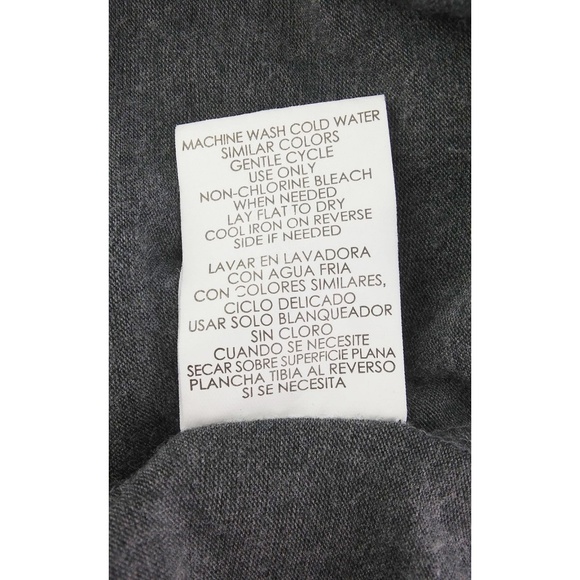 MACHINE WASH COLD WATER
SIMILAR COLORS
GENTLE CYCLE
USE ONLY
NON-CHLORINE BLEACH
WHEN NEEDED
LAY FLAT TO DRY
COOL IRON ON REVERSE
SIDE IF NEEDED
LAVAR EN LAVADORA
CON AGUA FRIA
CON COLORES SIMILARES,
CICLO DELICADO
USAR SOLO BLANQUEADOR
SIN CLORO
CUANDO SE NECESITE
SECAR SOBRE SUPERFICIE PLANA
PLANCHA TIBIA AL REVERSO
SI SE NECESITA